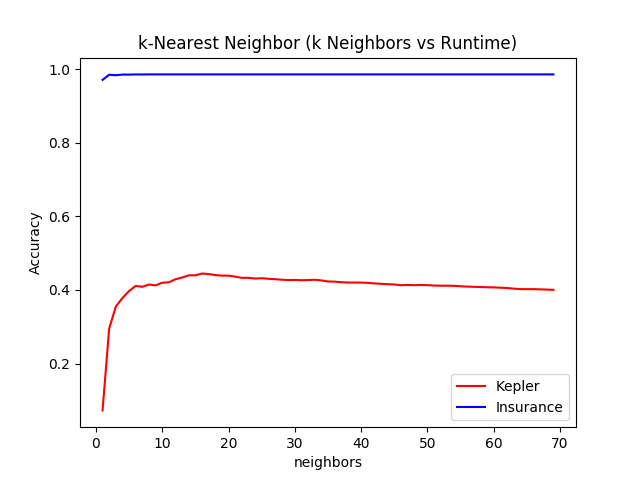 k-Nearest Neighbor (k Neighbors vs Runtime)
1.0
0.8
0.6
0.4
0.2
Accuracy
0 10 20 30 40 50 60 70
neighbors
Kepler
Insurance